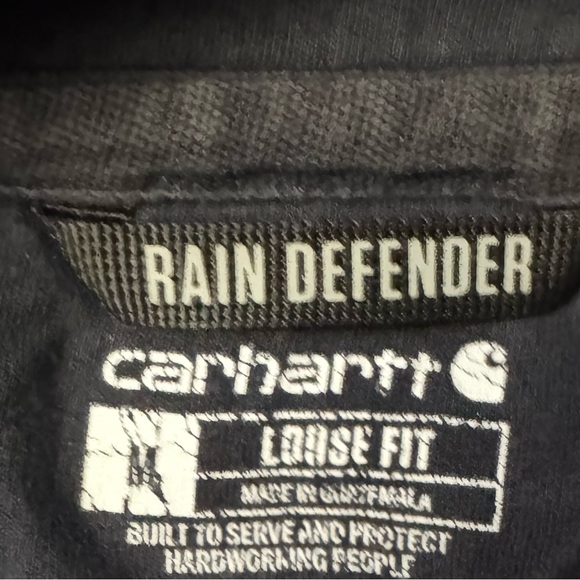 RAIN DEFENDER
carhartt
LOOSE FIT
MADE IN GUATEMALA
BUILT TO SERVE AND PROTECT
HARDWORKING PEOPLE